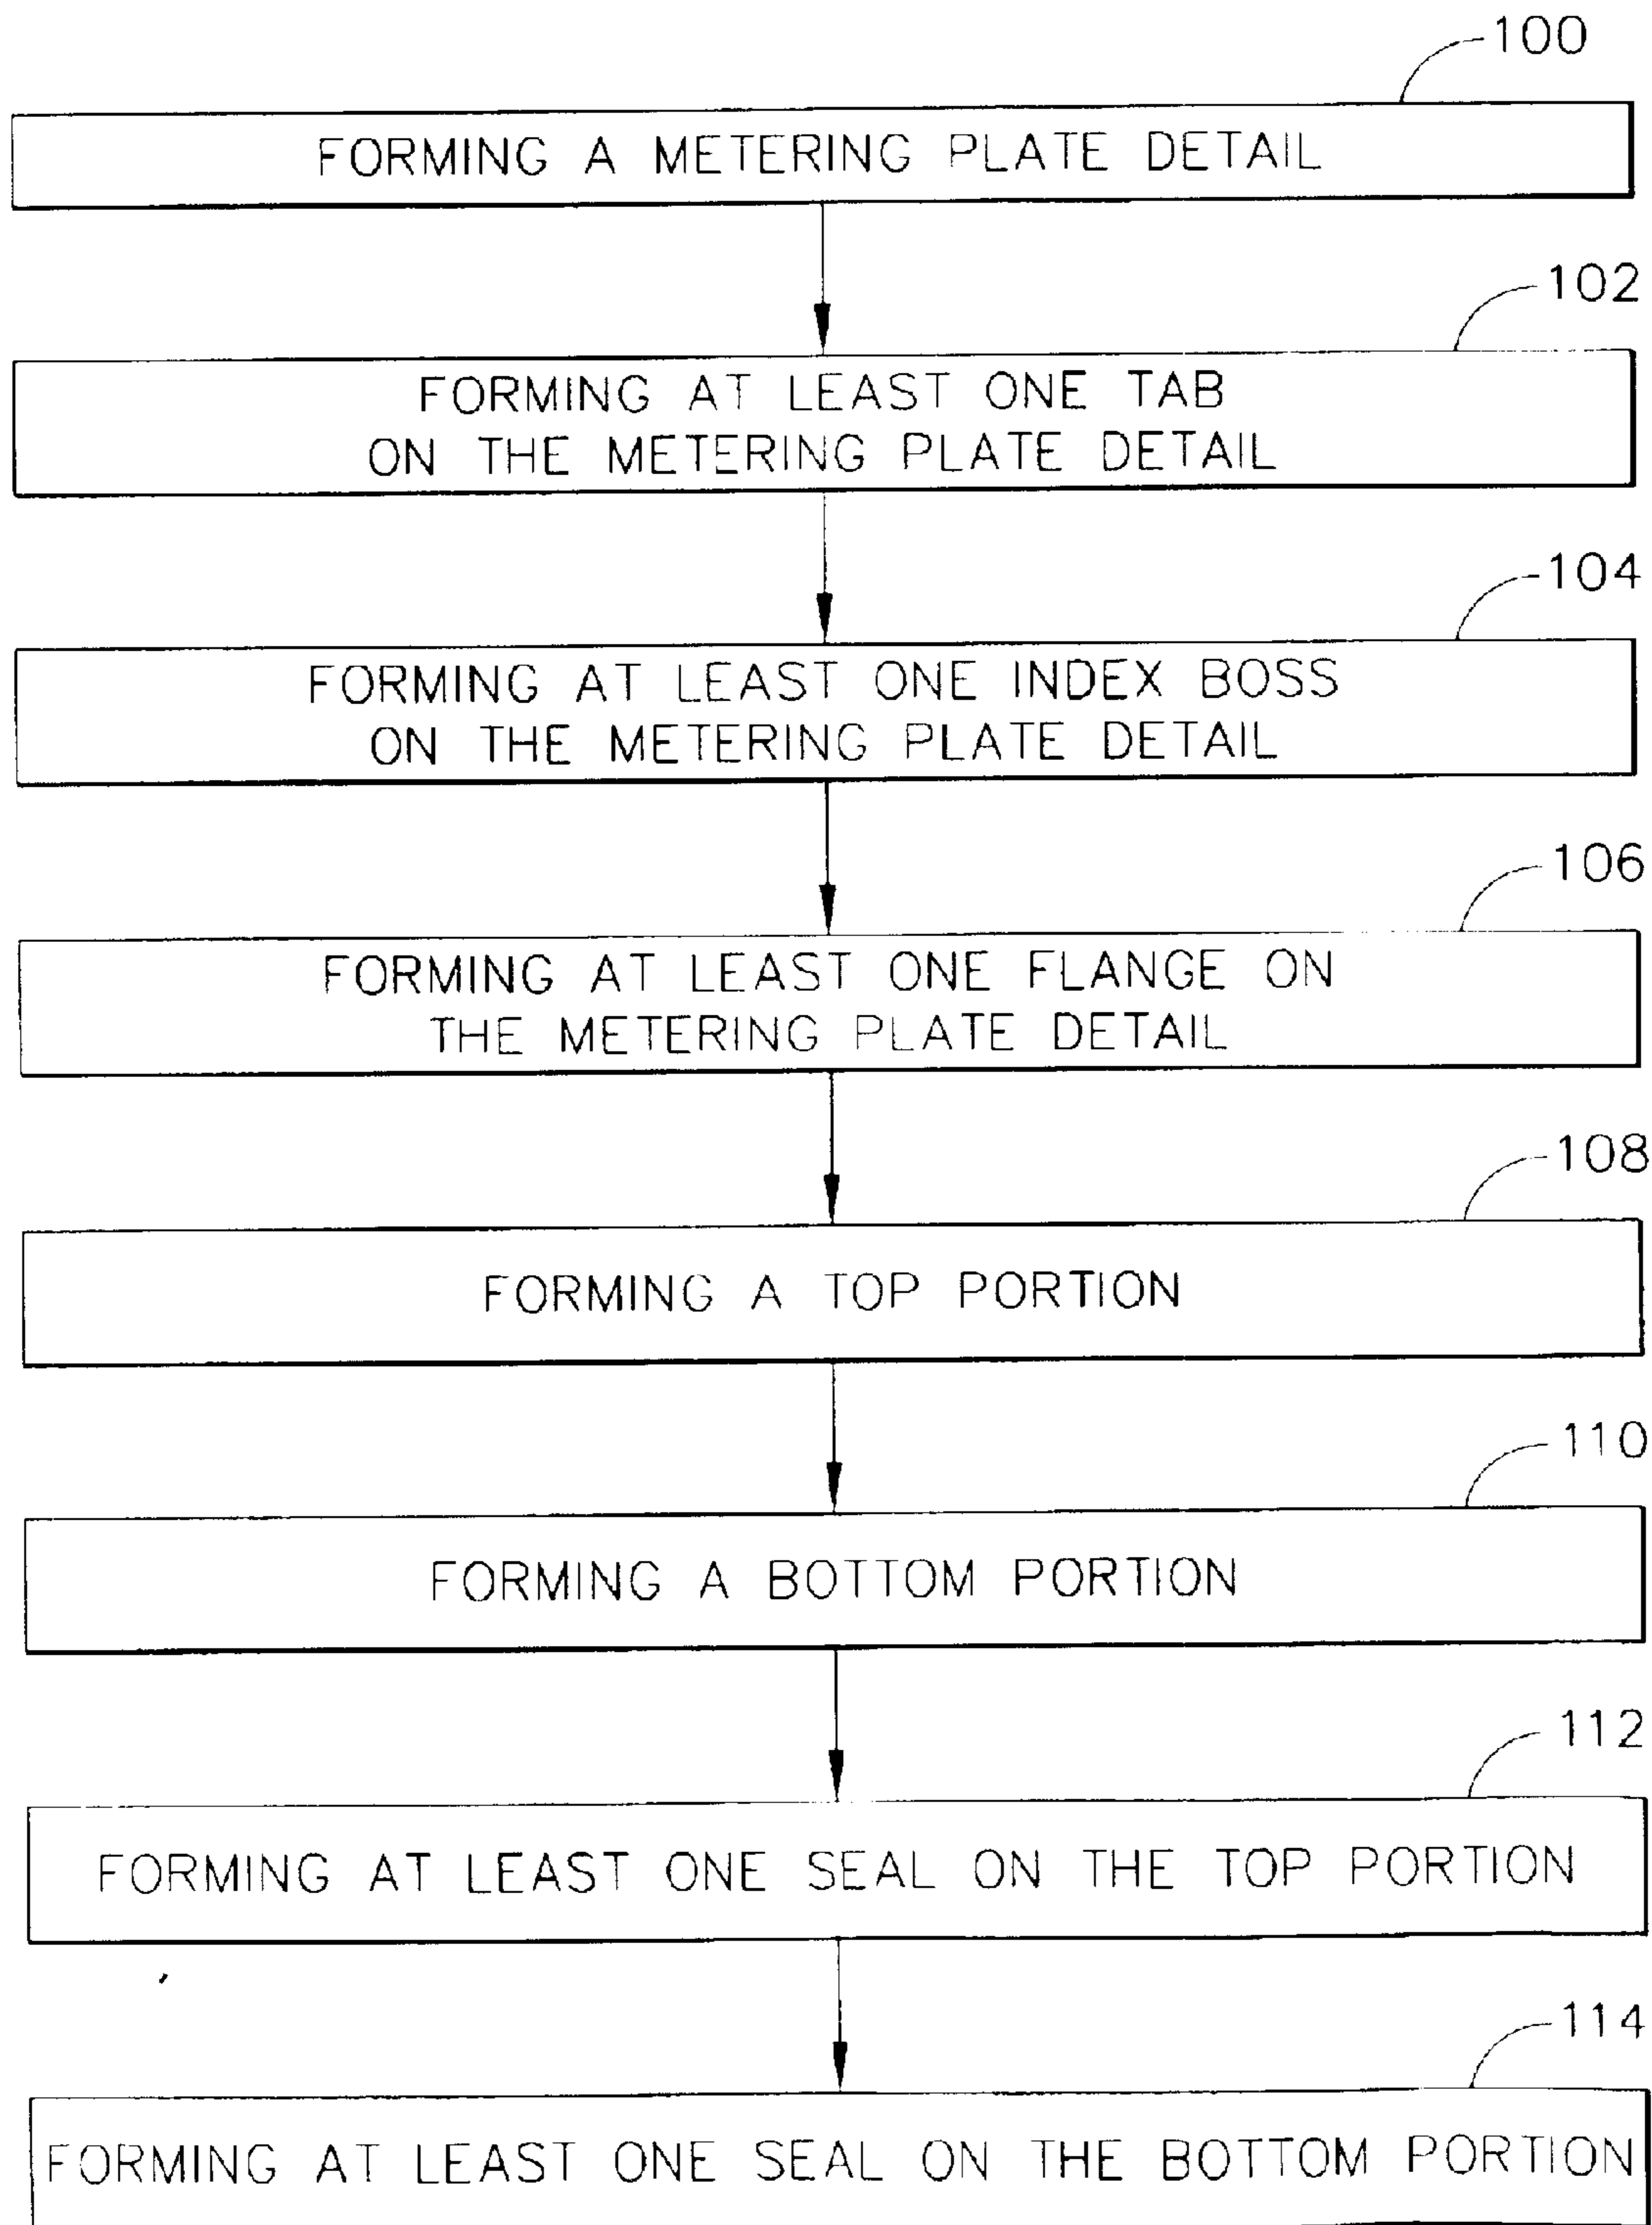 100
FORMING A METERING PLATE DETAIL
102
FORMING AT LEAST ONE TAB
ON THE METERING PLATE DETAIL
104
FORMING AT LEAST ONE INDEX BOSS
ON THE METERING PLATE DETAIL
106
FORMING AT LEAST ONE FLANGE ON
THE METERING PLATE DETAIL
108
FORMING A TOP PORTION
110
FORMING A BOTTOM PORTION
112
FORMING AT LEAST ONE SEAL ON THE TOP PORTION
114
FORMING AT LEAST ONE SEAL ON THE BOTTOM PORTION